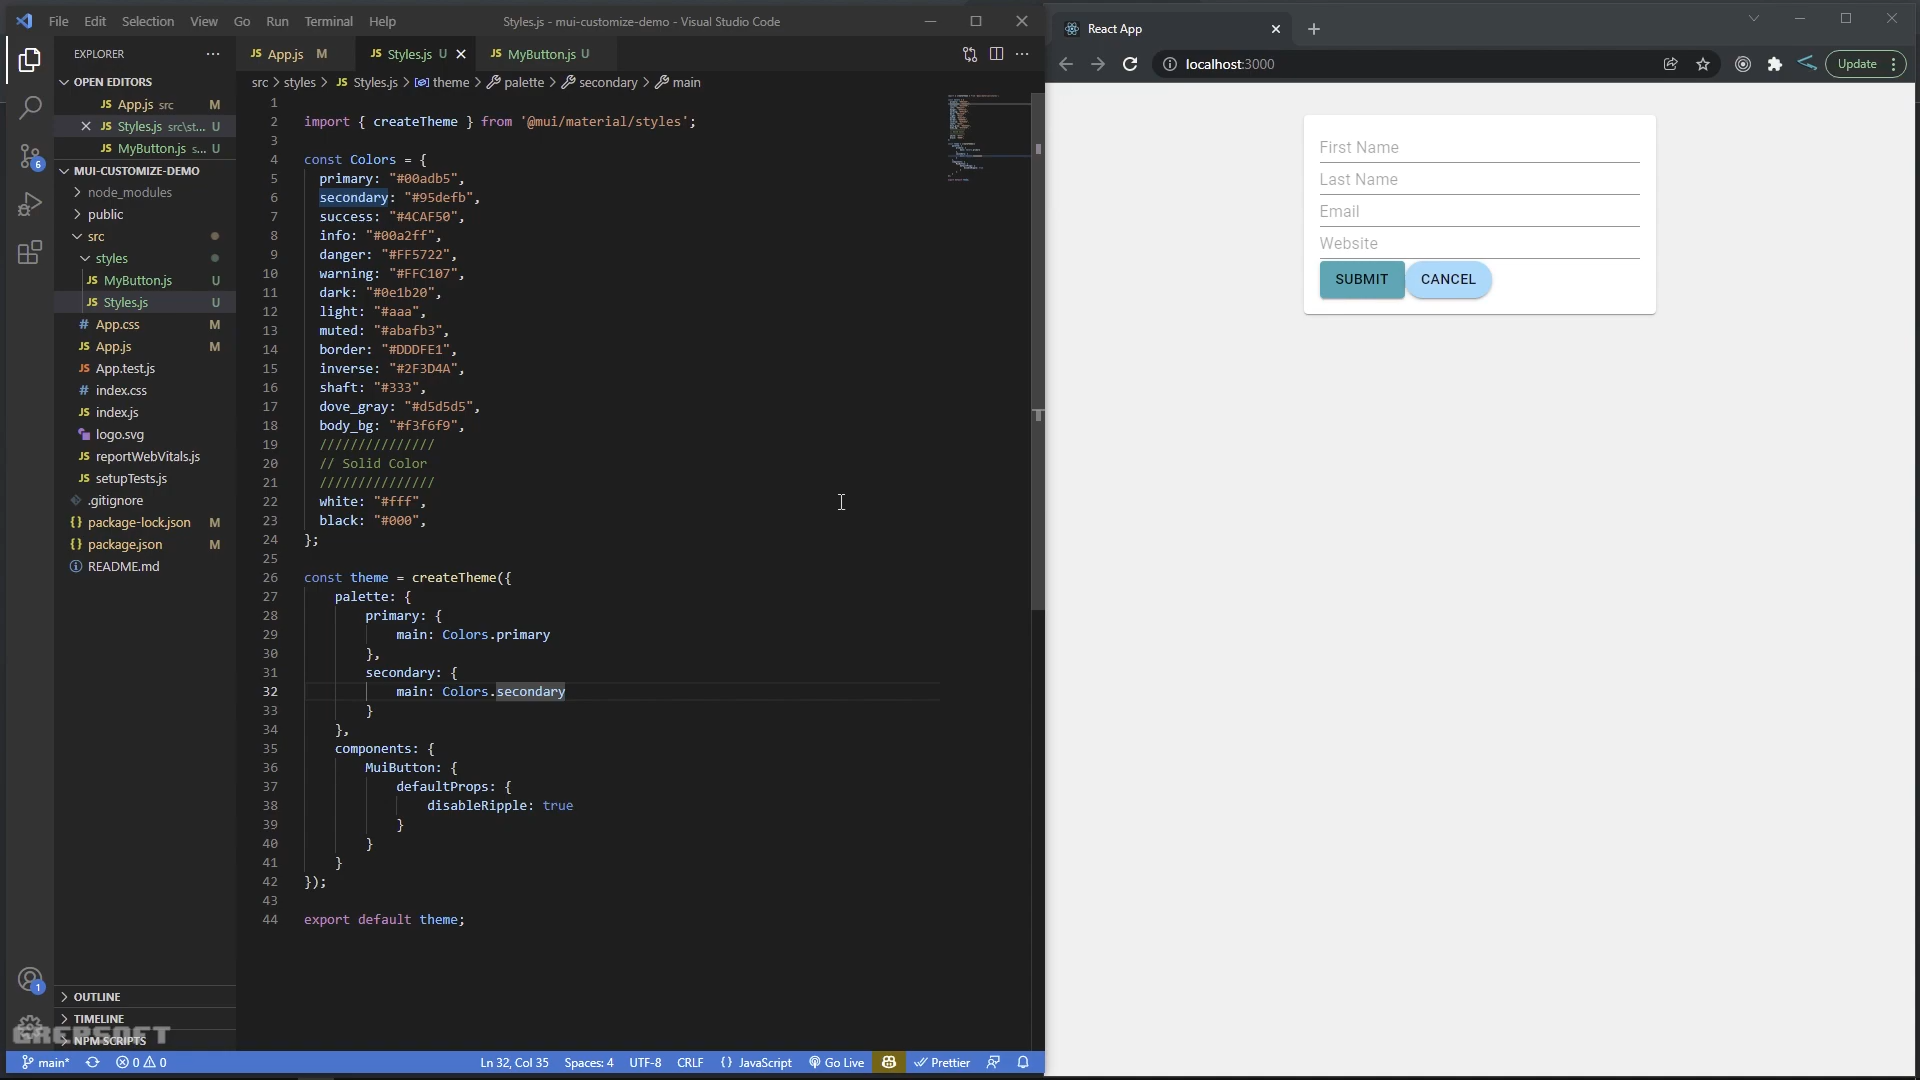 File Edit Selection View Go Run Terminal Help
Styles.js - mui-customize-demo - Visual Studio Code
EXPLORER
OPEN EDITORS
App.js src M
Styles.js src\st... U
MyButton.js s... U
MUI-CUSTOMIZE-DEMO
node_modules
public
src
styles
MyButton.js U
Styles.js U
App.css M
App.js M
App.test.js
index.css
index.js
logo.svg
reportWebVitals.js
setupTests.js
.gitignore
package-lock.json M
package.json M
README.md
OUTLINE
TIMELINE
NPM SCRIPTS
GREPSOFT
6
1
App.js M
Styles.js U
MyButton.js U
src > styles > JS Styles.js > theme > palette > secondary > main
1
2 import { createTheme } from '@mui/material/styles';
3
4 const Colors = {
5 primary: "#00adb5",
6 secondary: "#95defb",
7 success: "#4CAF50",
8 info: "#00a2ff",
9 danger: "#FF5722",
10 warning: "#FFC107",
11 dark: "#0e1b20",
12 light: "#aaa",
13 muted: "#abafb3",
14 border: "#DDDFE1",
15 inverse: "#2F3D4A",
16 shaft: "#333",
17 dove_gray: "#d5d5d5",
18 body_bg: "#f3f6f9",
19 ///////////////
20 // Solid Color
21 ///////////////
22 white: "#fff",
23 black: "#000",
24 };
25
26 const theme = createTheme({
27 palette: {
28 primary: {
29 main: Colors.primary
30 },
31 secondary: {
32 main: Colors.secondary
33 }
34 },
35 components: {
36 MuiButton: {
37 defaultProps: {
38 disableRipple: true
39 }
40 }
41 }
42 });
43
44 export default theme;
main* 0 0 Ln 32, Col 35 Spaces: 4 UTF-8 CRLF {} JavaScript Go Live Prettier
React App
localhost:3000
Update
First Name
Last Name
Email
Website
SUBMIT CANCEL